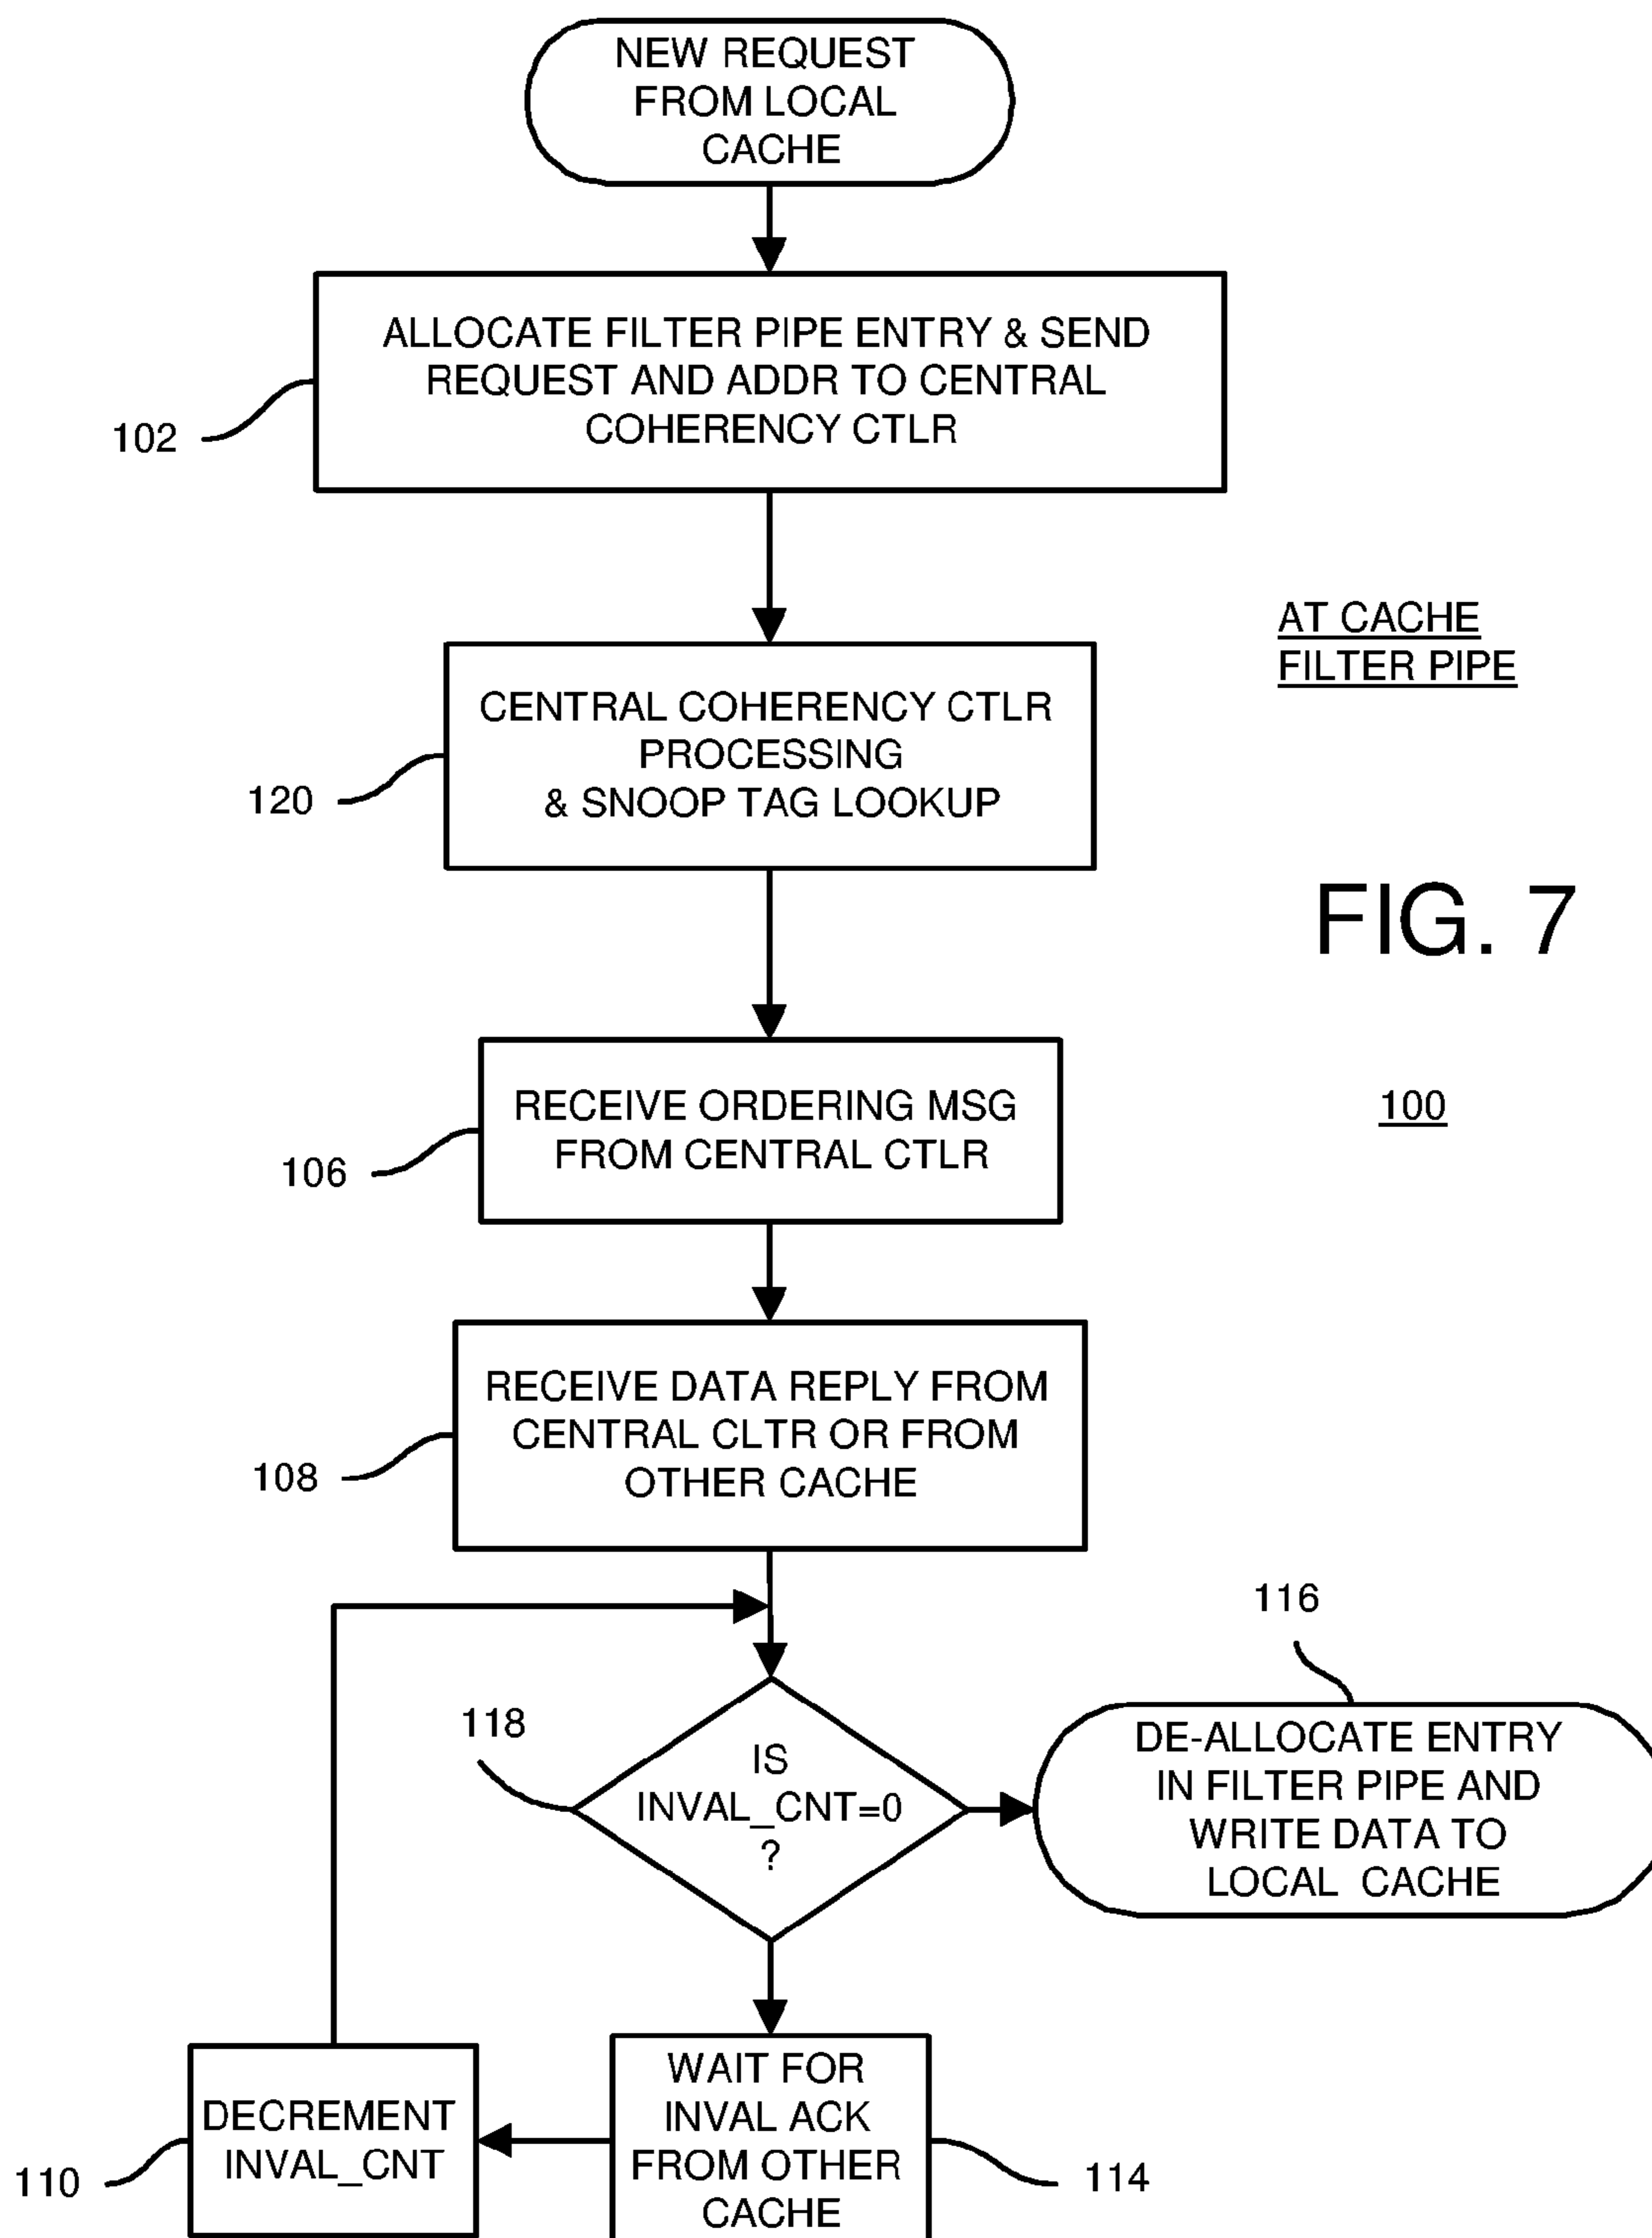 NEW REQUEST
FROM LOCAL
CACHE
ALLOCATE FILTER PIPE ENTRY & SEND
REQUEST AND ADDR TO CENTRAL
COHERENCY CTLR
102
AT CACHE
FILTER PIPE
CENTRAL COHERENCY CTLR
PROCESSING
& SNOOP TAG LOOKUP
120
FIG. 7
100
RECEIVE ORDERING MSG
FROM CENTRAL CTLR
106
RECEIVE DATA REPLY FROM
CENTRAL CLTR OR FROM
OTHER CACHE
108
116
118
IS
INVAL_CNT=0
?
DE-ALLOCATE ENTRY
IN FILTER PIPE AND
WRITE DATA TO
LOCAL CACHE
WAIT FOR
INVAL ACK
FROM OTHER
CACHE
114
DECREMENT
INVAL_CNT
110